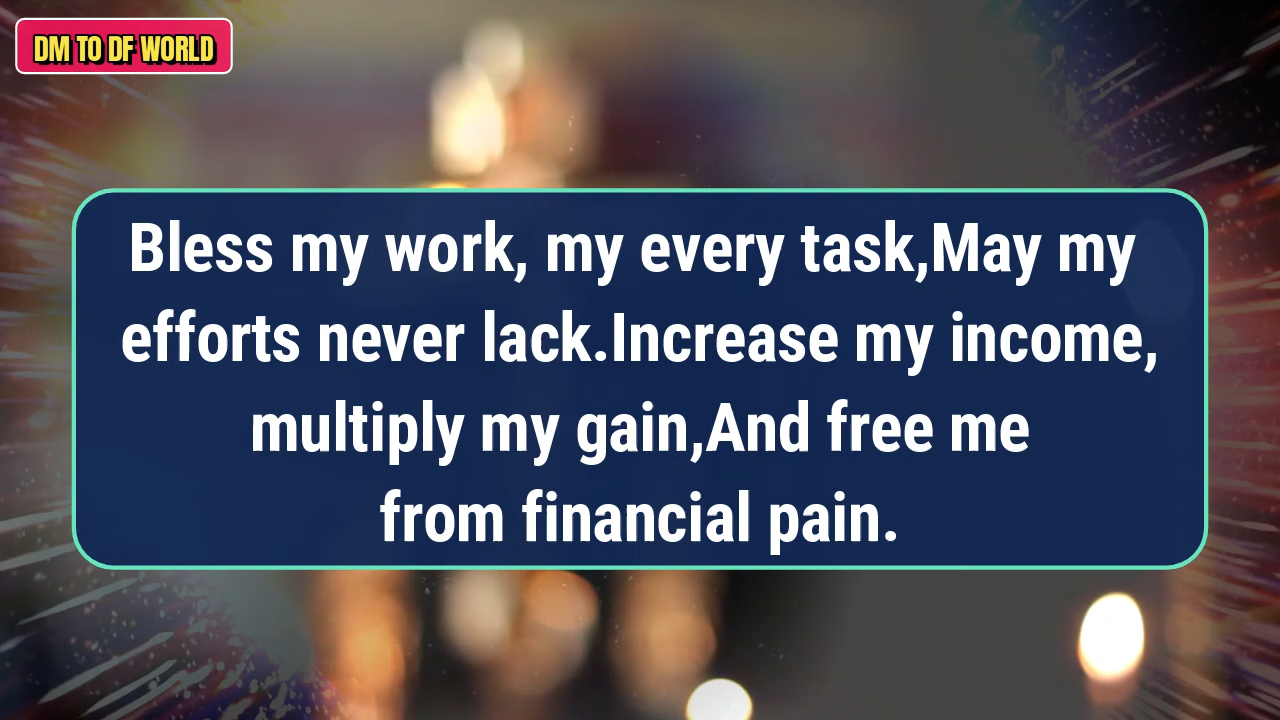 DM TO DF WORLD
Bless my work, my every task,May my
efforts never lack.Increase my income,
multiply my gain,And free me
from financial pain.